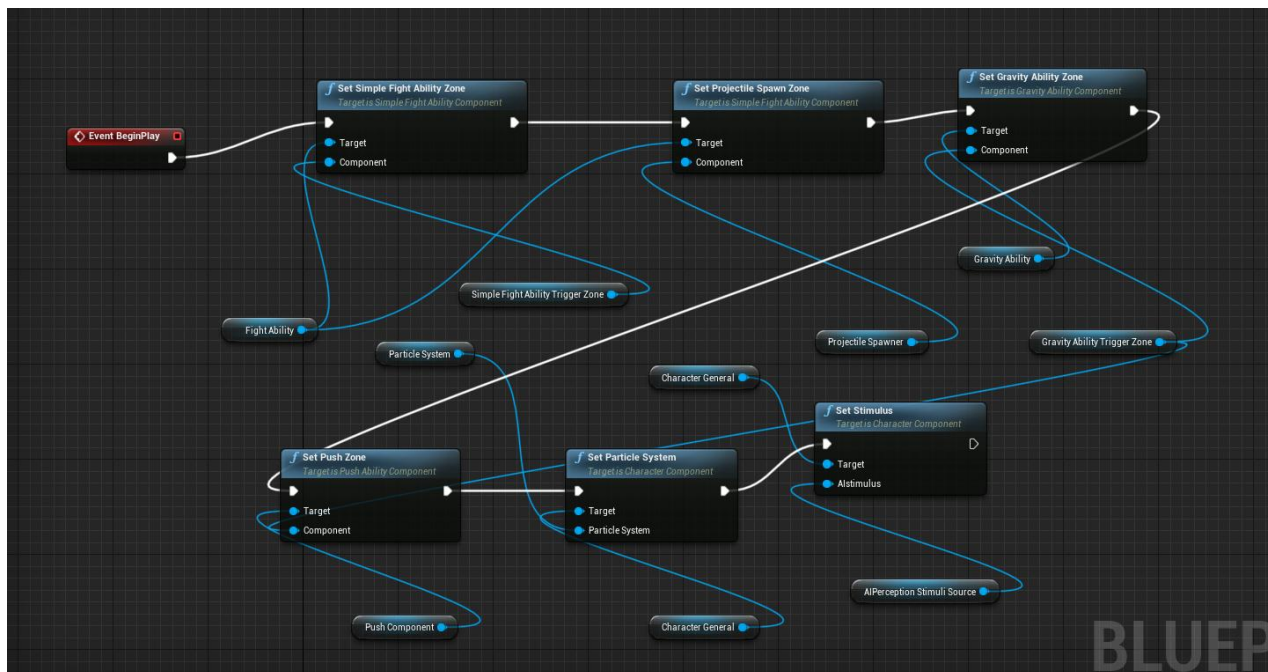 Set Simple Fight Ability Zone
Target is Simple Fight Ability Component
Target
Component
Set Projectile Spawn Zone
Target is Simple Fight Ability Component
Target
Component
Set Gravity Ability Zone
Target is Gravity Ability Component
Target
Component
Event BeginPlay
Gravity Ability
Simple Fight Ability Trigger Zone
Fight Ability
Particle System
Projectile Spawner
Gravity Ability Trigger Zone
Character General
Set Stimulus
Target is Character Component
Target
AIstimulus
Set Push Zone
Target is Push Ability Component
Target
Component
Set Particle System
Target is Character Component
Target
Particle System
AIPerception Stimuli Source
Push Component
Character General
BLUEP